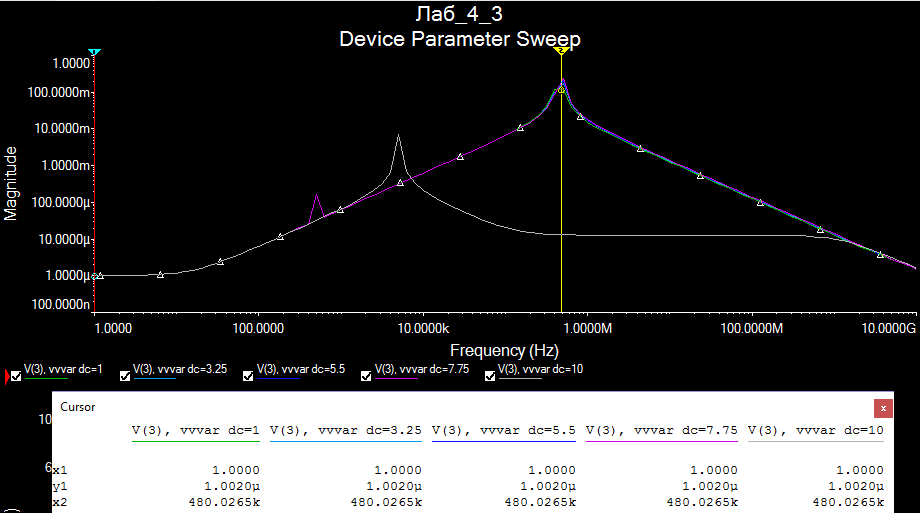 Лаб_4_3
Device Parameter Sweep
1
2
1.0000
100.0000m
10.0000m
1.0000m
100.0000µ
10.0000µ
1.0000µ
100.0000n
Magnitude
1.0000 100.0000 10.0000k 1.0000M 100.0000M 10.0000G
Frequency (Hz)
V(3), vvvar dc=1 V(3), vvvar dc=3.25 V(3), vvvar dc=5.5 V(3), vvvar dc=7.75 V(3), vvvar dc=10
Cursor x
10
V(3), vvvar dc=1 V(3), vvvar dc=3.25 V(3), vvvar dc=5.5 V(3), vvvar dc=7.75 V(3), vvvar dc=10
6
x1 1.0000 1.0000 1.0000 1.0000 1.0000
y1 1.0020µ 1.0020µ 1.0020µ 1.0020µ 1.0020µ
x2 480.0265k 480.0265k 480.0265k 480.0265k 480.0265k